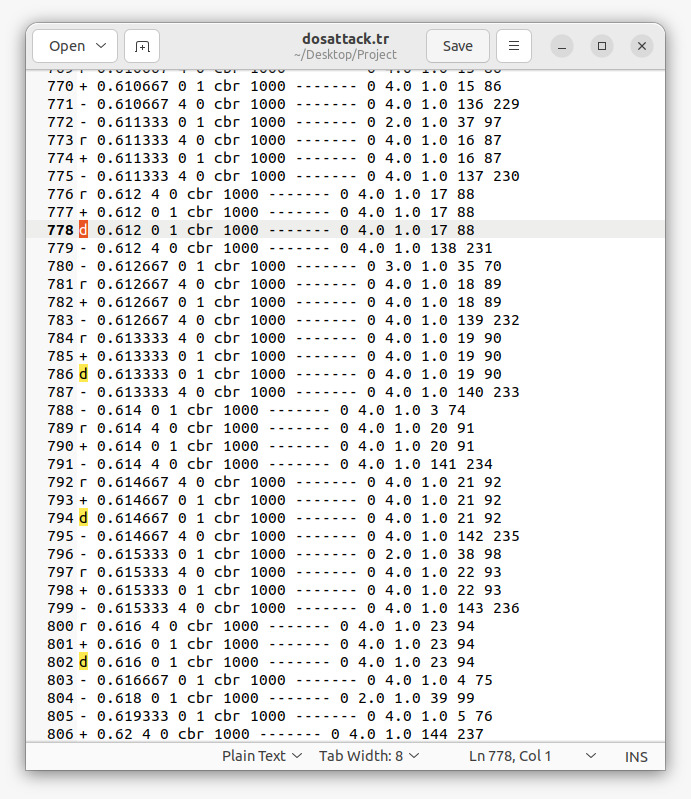 Open
dosattack.tr
~/Desktop/Project
Save
770 + 0.610667 0 1 cbr 1000 ------- 0 4.0 1.0 15 86
771 - 0.610667 4 0 cbr 1000 ------- 0 4.0 1.0 136 229
772 - 0.611333 0 1 cbr 1000 ------- 0 2.0 1.0 37 97
773 r 0.611333 4 0 cbr 1000 ------- 0 4.0 1.0 16 87
774 + 0.611333 0 1 cbr 1000 ------- 0 4.0 1.0 16 87
775 - 0.611333 4 0 cbr 1000 ------- 0 4.0 1.0 137 230
776 r 0.612 4 0 cbr 1000 ------- 0 4.0 1.0 17 88
777 + 0.612 0 1 cbr 1000 ------- 0 4.0 1.0 17 88
778 d 0.612 0 1 cbr 1000 ------- 0 4.0 1.0 17 88
779 - 0.612 4 0 cbr 1000 ------- 0 4.0 1.0 138 231
780 - 0.612667 0 1 cbr 1000 ------- 0 3.0 1.0 35 70
781 r 0.612667 4 0 cbr 1000 ------- 0 4.0 1.0 18 89
782 + 0.612667 0 1 cbr 1000 ------- 0 4.0 1.0 18 89
783 - 0.612667 4 0 cbr 1000 ------- 0 4.0 1.0 139 232
784 r 0.613333 4 0 cbr 1000 ------- 0 4.0 1.0 19 90
785 + 0.613333 0 1 cbr 1000 ------- 0 4.0 1.0 19 90
786 d 0.613333 0 1 cbr 1000 ------- 0 4.0 1.0 19 90
787 - 0.613333 4 0 cbr 1000 ------- 0 4.0 1.0 140 233
788 - 0.614 0 1 cbr 1000 ------- 0 4.0 1.0 3 74
789 r 0.614 4 0 cbr 1000 ------- 0 4.0 1.0 20 91
790 + 0.614 0 1 cbr 1000 ------- 0 4.0 1.0 20 91
791 - 0.614 4 0 cbr 1000 ------- 0 4.0 1.0 141 234
792 r 0.614667 4 0 cbr 1000 ------- 0 4.0 1.0 21 92
793 + 0.614667 0 1 cbr 1000 ------- 0 4.0 1.0 21 92
794 d 0.614667 0 1 cbr 1000 ------- 0 4.0 1.0 21 92
795 - 0.614667 4 0 cbr 1000 ------- 0 4.0 1.0 142 235
796 - 0.615333 0 1 cbr 1000 ------- 0 2.0 1.0 38 98
797 r 0.615333 4 0 cbr 1000 ------- 0 4.0 1.0 22 93
798 + 0.615333 0 1 cbr 1000 ------- 0 4.0 1.0 22 93
799 - 0.615333 4 0 cbr 1000 ------- 0 4.0 1.0 143 236
800 r 0.616 4 0 cbr 1000 ------- 0 4.0 1.0 23 94
801 + 0.616 0 1 cbr 1000 ------- 0 4.0 1.0 23 94
802 d 0.616 0 1 cbr 1000 ------- 0 4.0 1.0 23 94
803 - 0.616667 0 1 cbr 1000 ------- 0 4.0 1.0 4 75
804 - 0.618 0 1 cbr 1000 ------- 0 2.0 1.0 39 99
805 - 0.619333 0 1 cbr 1000 ------- 0 4.0 1.0 5 76
806 + 0.62 4 0 cbr 1000 ------- 0 4.0 1.0 144 237
Plain Text Tab Width: 8 Ln 778, Col 1 INS